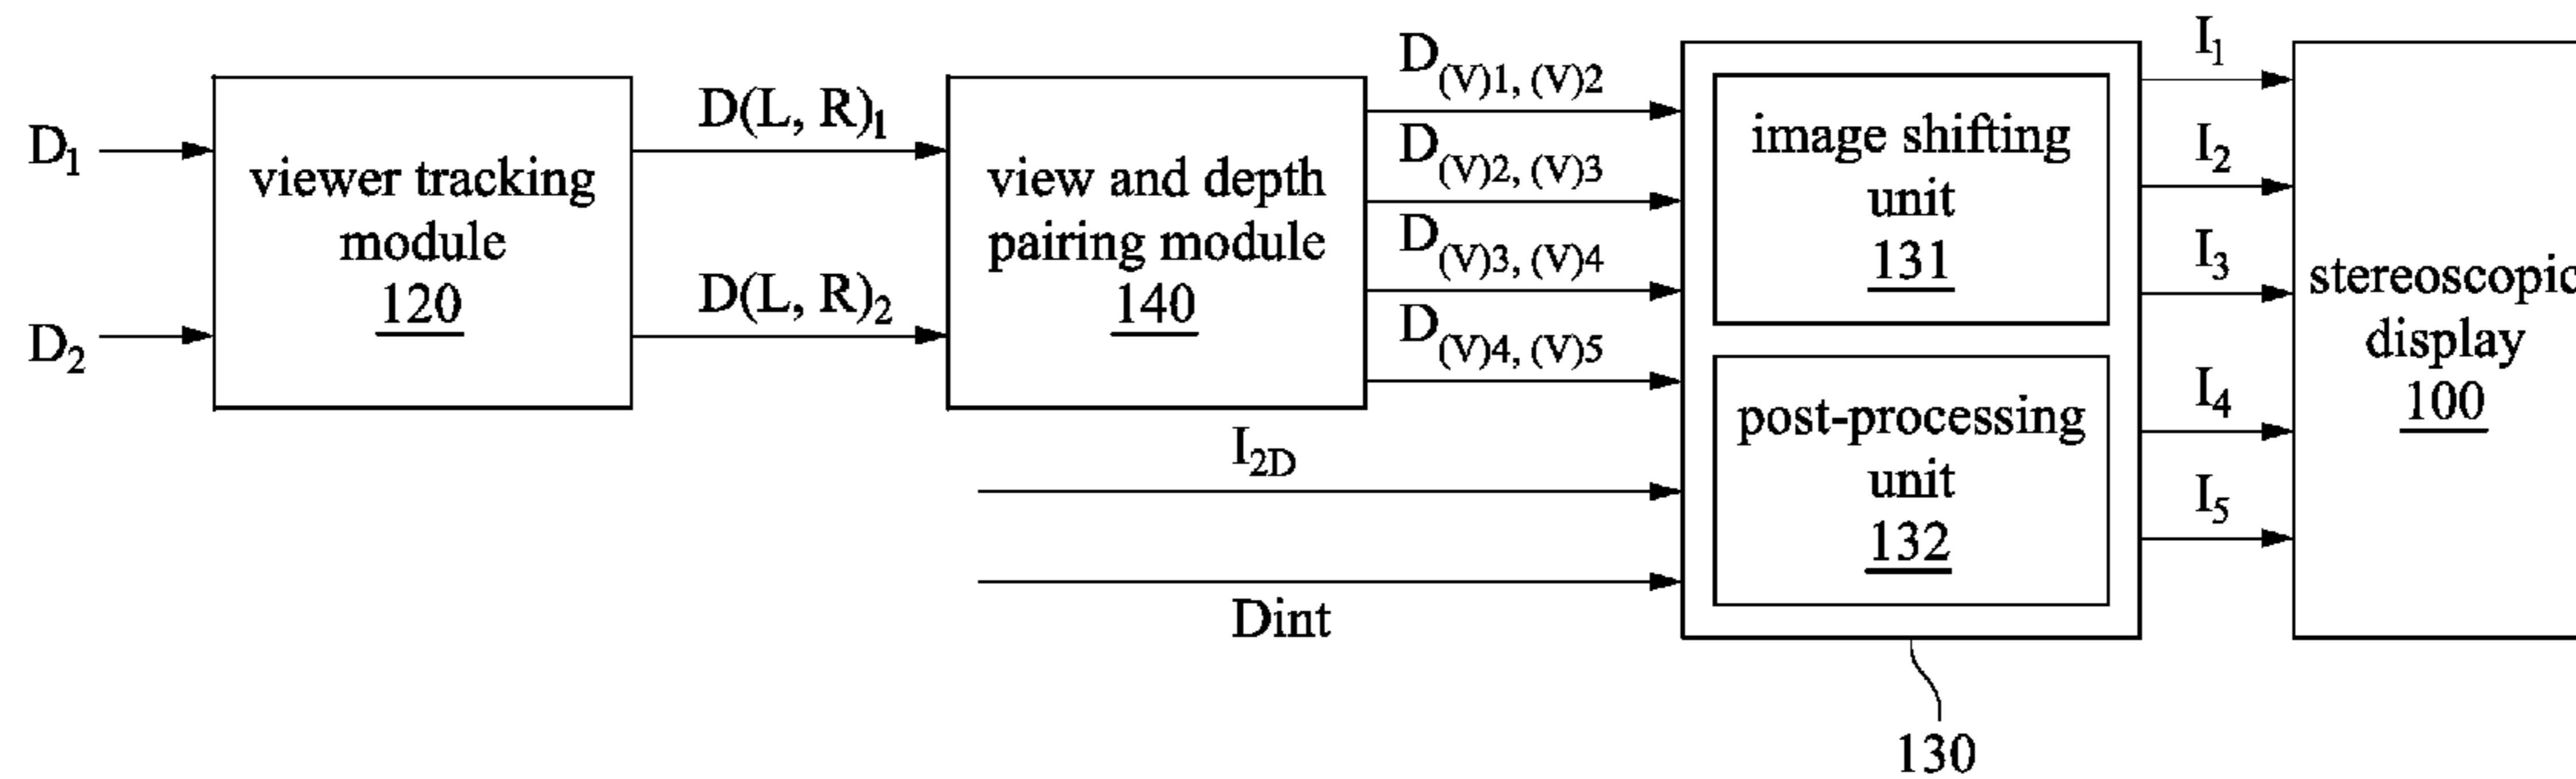 D1
D2
viewer tracking
module
120
D(L, R)1
D(L, R)2
view and depth
pairing module
140
D(V)1, (V)2
D(V)2, (V)3
D(V)3, (V)4
D(V)4, (V)5
I2D
Dint
image shifting
unit
131
post-processing
unit
132
130
I1
I2
I3
I4
I5
stereoscopic
display
100